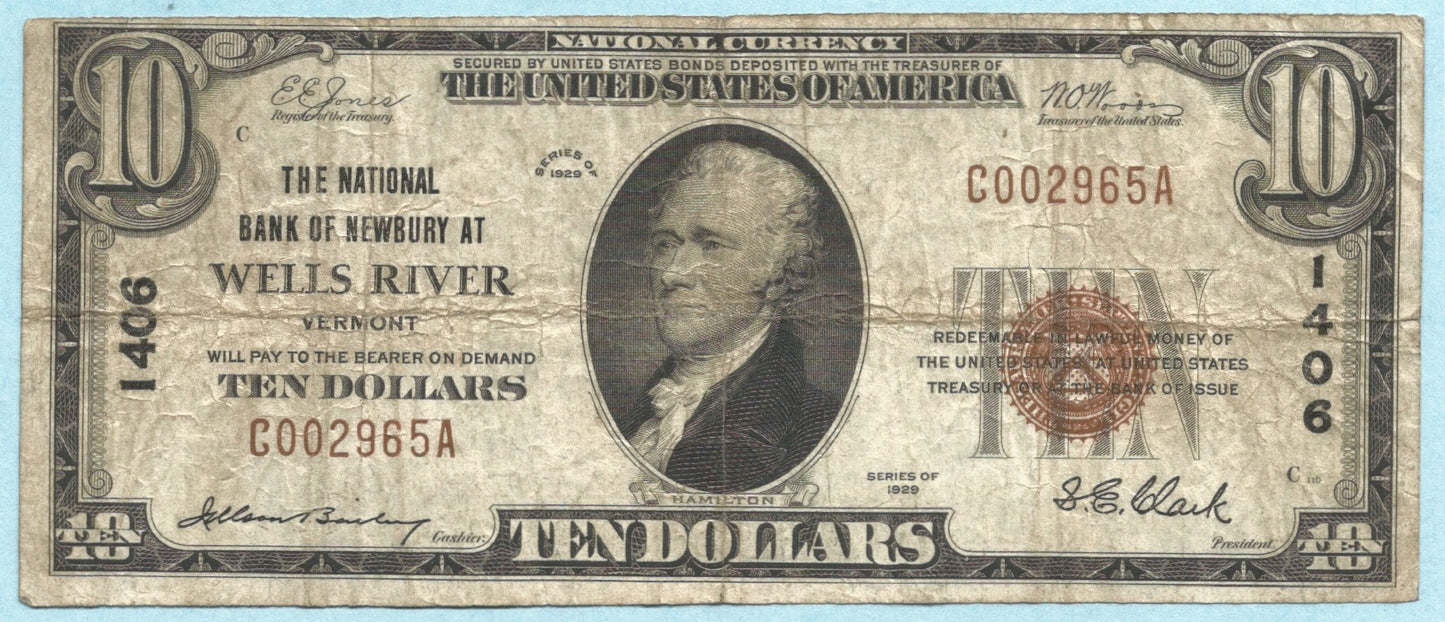 NATIONAL CURRENCY
SECURED BY UNITED STATES BONDS DEPOSITED WITH THE TREASURER OF
THE UNITED STATES OF AMERICA
10
10
E.E. Jones
Register of the Treasury.
W.O. Woods
Treasurer of the United States.
C
THE NATIONAL
BANK OF NEWBURY AT
WELLS RIVER
VERMONT
WILL PAY TO THE BEARER ON DEMAND
TEN DOLLARS
C002965A
1406
SERIES OF
1929
C002965A
TEN
REDEEMABLE IN LAWFUL MONEY OF
THE UNITED STATES AT UNITED STATES
TREASURY OR AT THE BANK OF ISSUE
1406
SERIES OF
1929
C 110
HAMILTON
Cashier.
S.E. Clark
President.
10
TEN
TEN DOLLARS
10
TEN